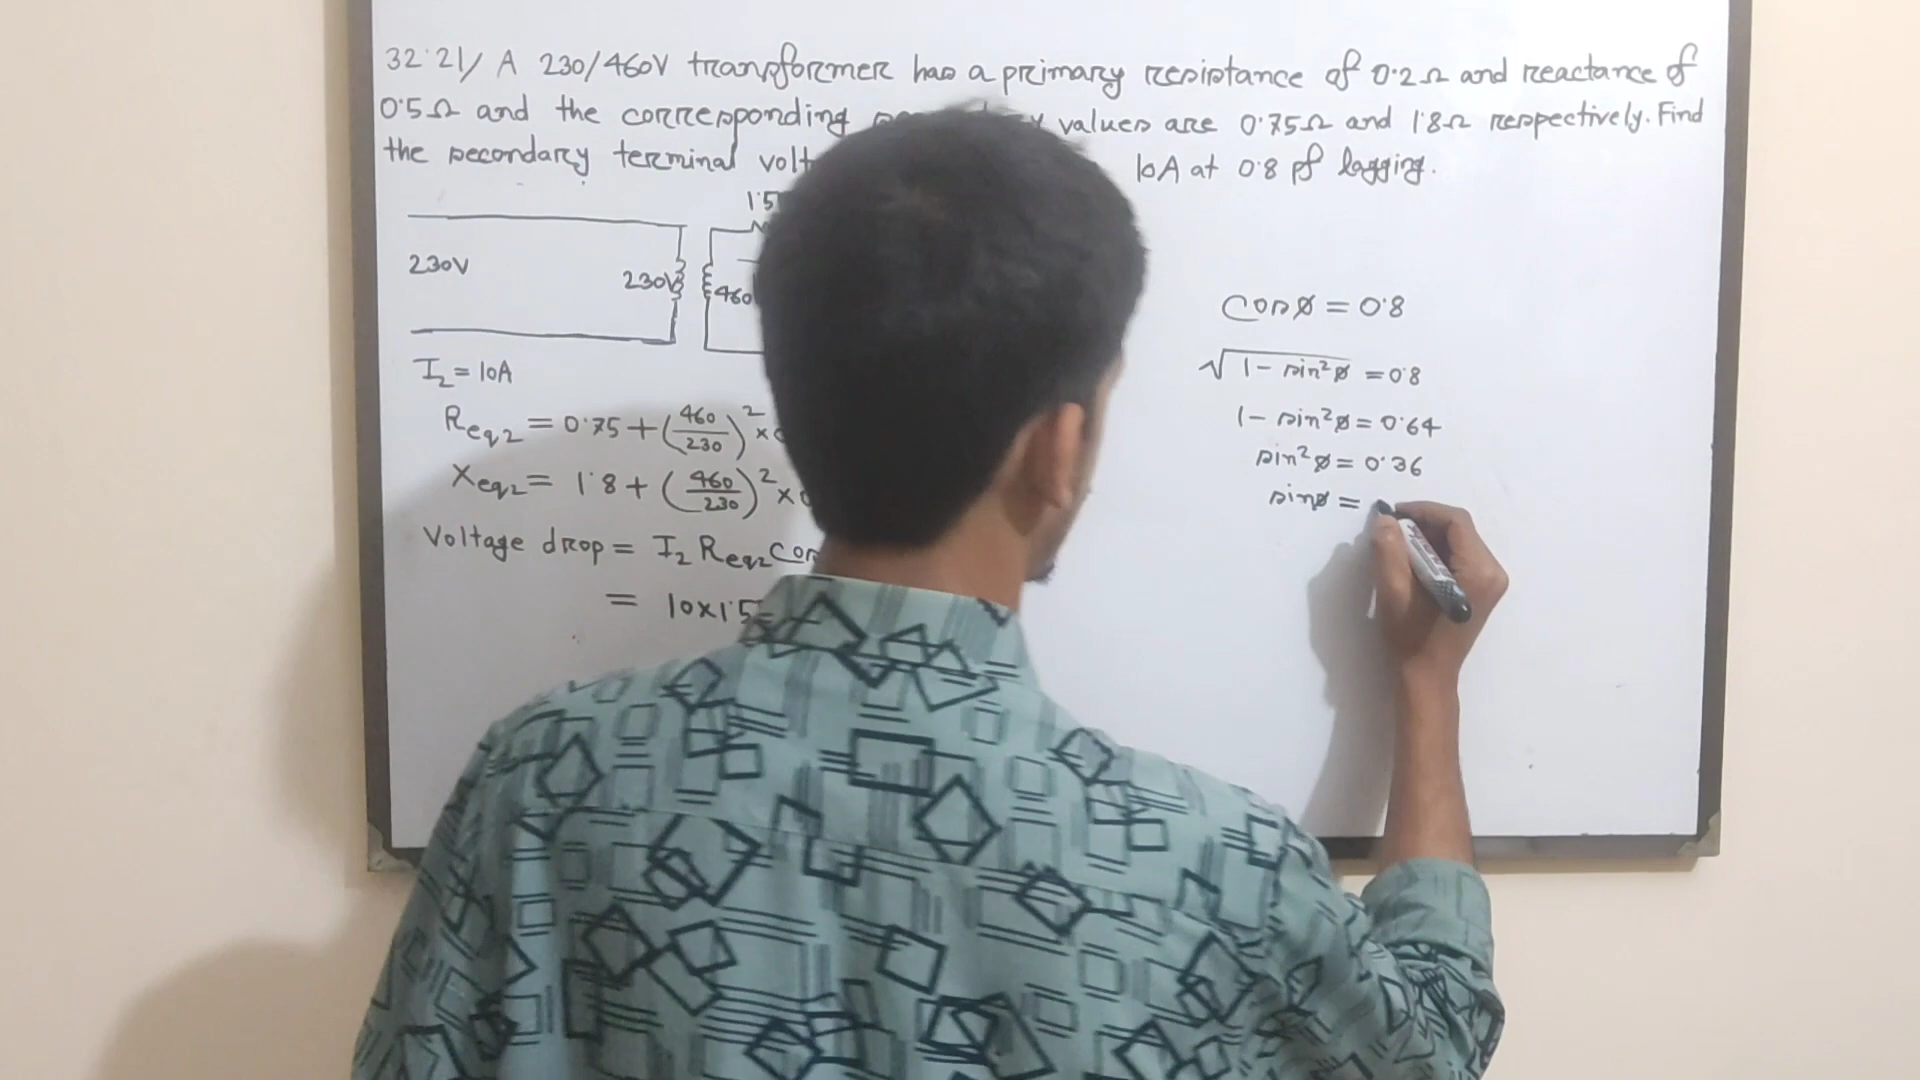 32.21/ A 230/460V transformer has a primary resistance of 0.2Ω and reactance of
0.5Ω and the corresponding values are 0.75Ω and 1.8Ω respectively. Find
the secondary terminal 10A at 0.8 pf lagging.
1.5
230V
230V
460
I₂ = 10A
Req2 = 0.75 + (460/230)² ×
Xeq2 = 1.8 + (460/230)² ×
Voltage drop = I₂ Req2 Cos
= 10×1.5
Cosø = 0.8
√1 - sin²ø = 0.8
1 - sin²ø = 0.64
sin²ø = 0.36
sinø =